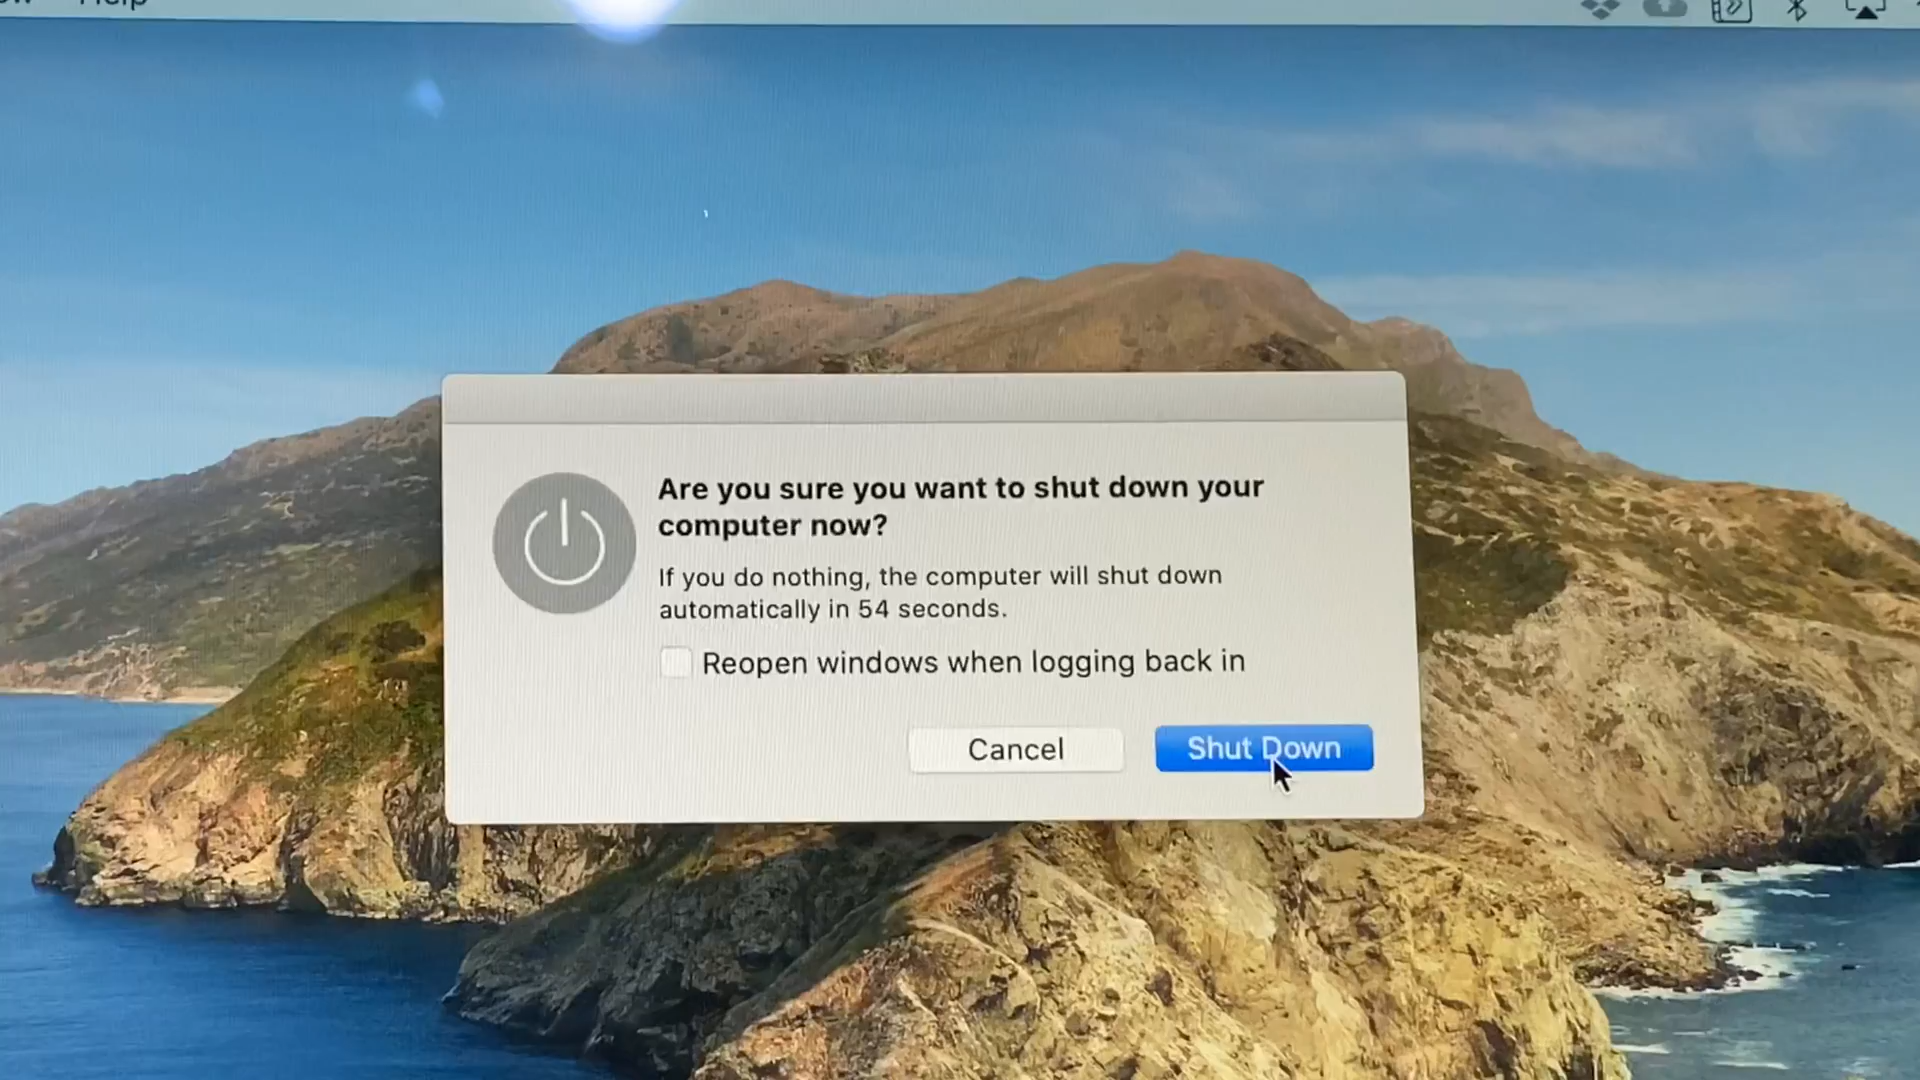 Help
Are you sure you want to shut down your
computer now?
If you do nothing, the computer will shut down
automatically in 54 seconds.
Reopen windows when logging back in
Cancel
Shut Down